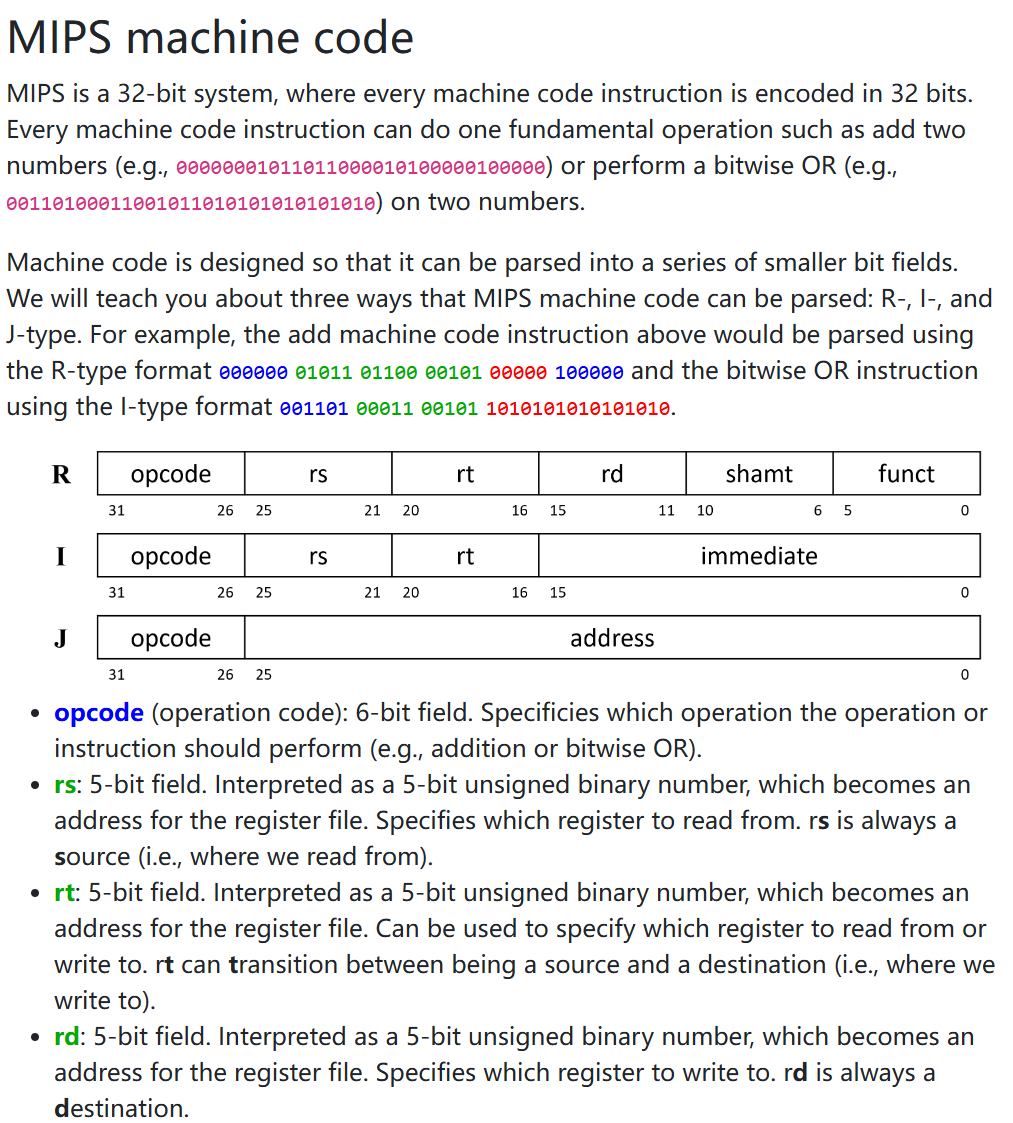 MIPS machine code
MIPS is a 32-bit system, where every machine code instruction is encoded in 32 bits.
Every machine code instruction can do one fundamental operation such as add two
numbers (e.g., 00000001011011000010100000100000) or perform a bitwise OR (e.g.,
00110100011001011010101010101010) on two numbers.
Machine code is designed so that it can be parsed into a series of smaller bit fields.
We will teach you about three ways that MIPS machine code can be parsed: R-, I-, and
J-type. For example, the add machine code instruction above would be parsed using
the R-type format 000000 01011 01100 00101 00000 100000 and the bitwise OR instruction
using the I-type format 001101 00011 00101 1010101010101010.
R opcode rs rt rd shamt funct
31 26 25 21 20 16 15 11 10 6 5 0
I opcode rs rt immediate
31 26 25 21 20 16 15 0
J opcode address
31 26 25 0
• opcode (operation code): 6-bit field. Specificies which operation the operation or
instruction should perform (e.g., addition or bitwise OR).
• rs: 5-bit field. Interpreted as a 5-bit unsigned binary number, which becomes an
address for the register file. Specifies which register to read from. rs is always a
source (i.e., where we read from).
• rt: 5-bit field. Interpreted as a 5-bit unsigned binary number, which becomes an
address for the register file. Can be used to specify which register to read from or
write to. rt can transition between being a source and a destination (i.e., where we
write to).
• rd: 5-bit field. Interpreted as a 5-bit unsigned binary number, which becomes an
address for the register file. Specifies which register to write to. rd is always a
destination.